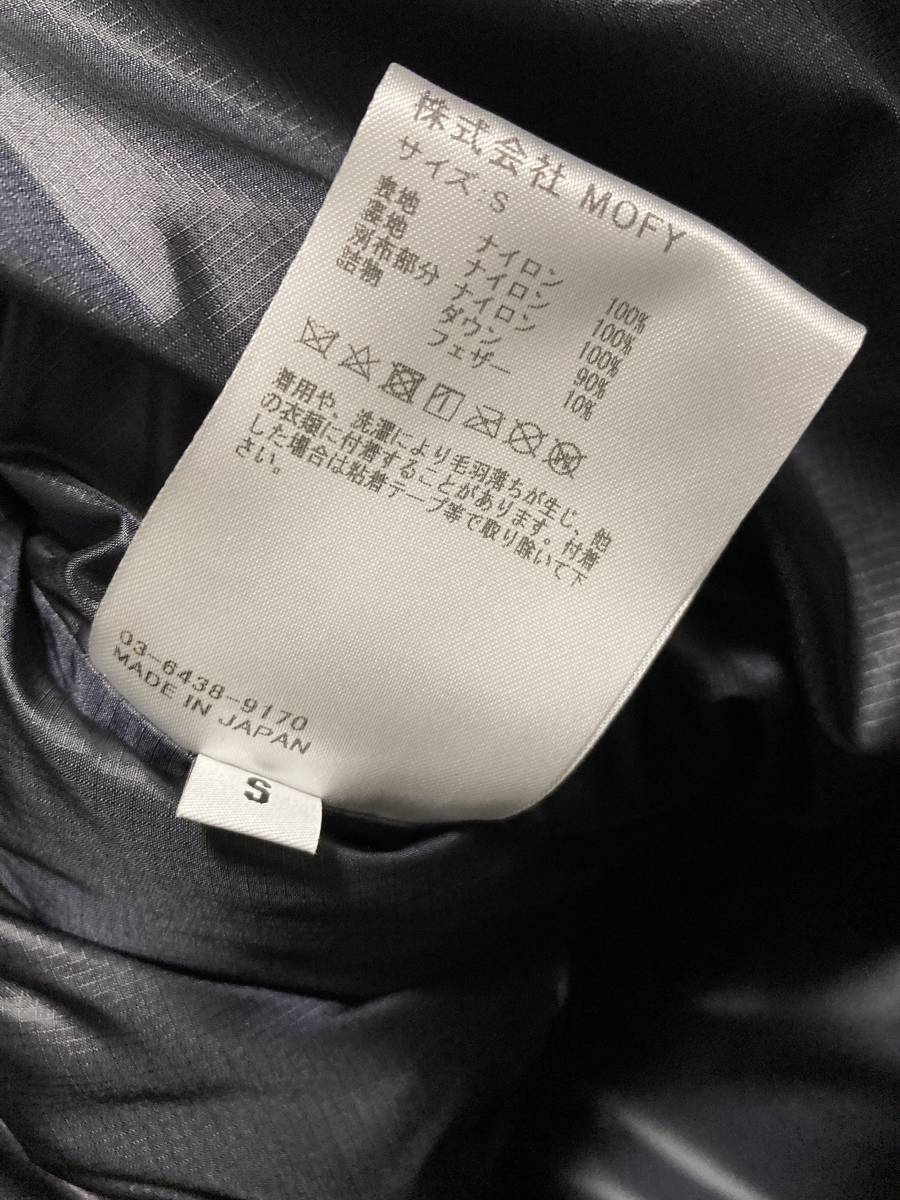 株式会社 MOFY
サイズ:S
表地 ナイロン 100%
裏地 ナイロン 100%
別布部分 ナイロン 100%
詰物 ダウン 90%
フェザー 10%
着用や、洗濯により毛羽落ちが生じ、他
の衣類に付着することがあります。付着
した場合は粘着テープ等で取り除いて下
さい。
03-6438-9170
MADE IN JAPAN
S